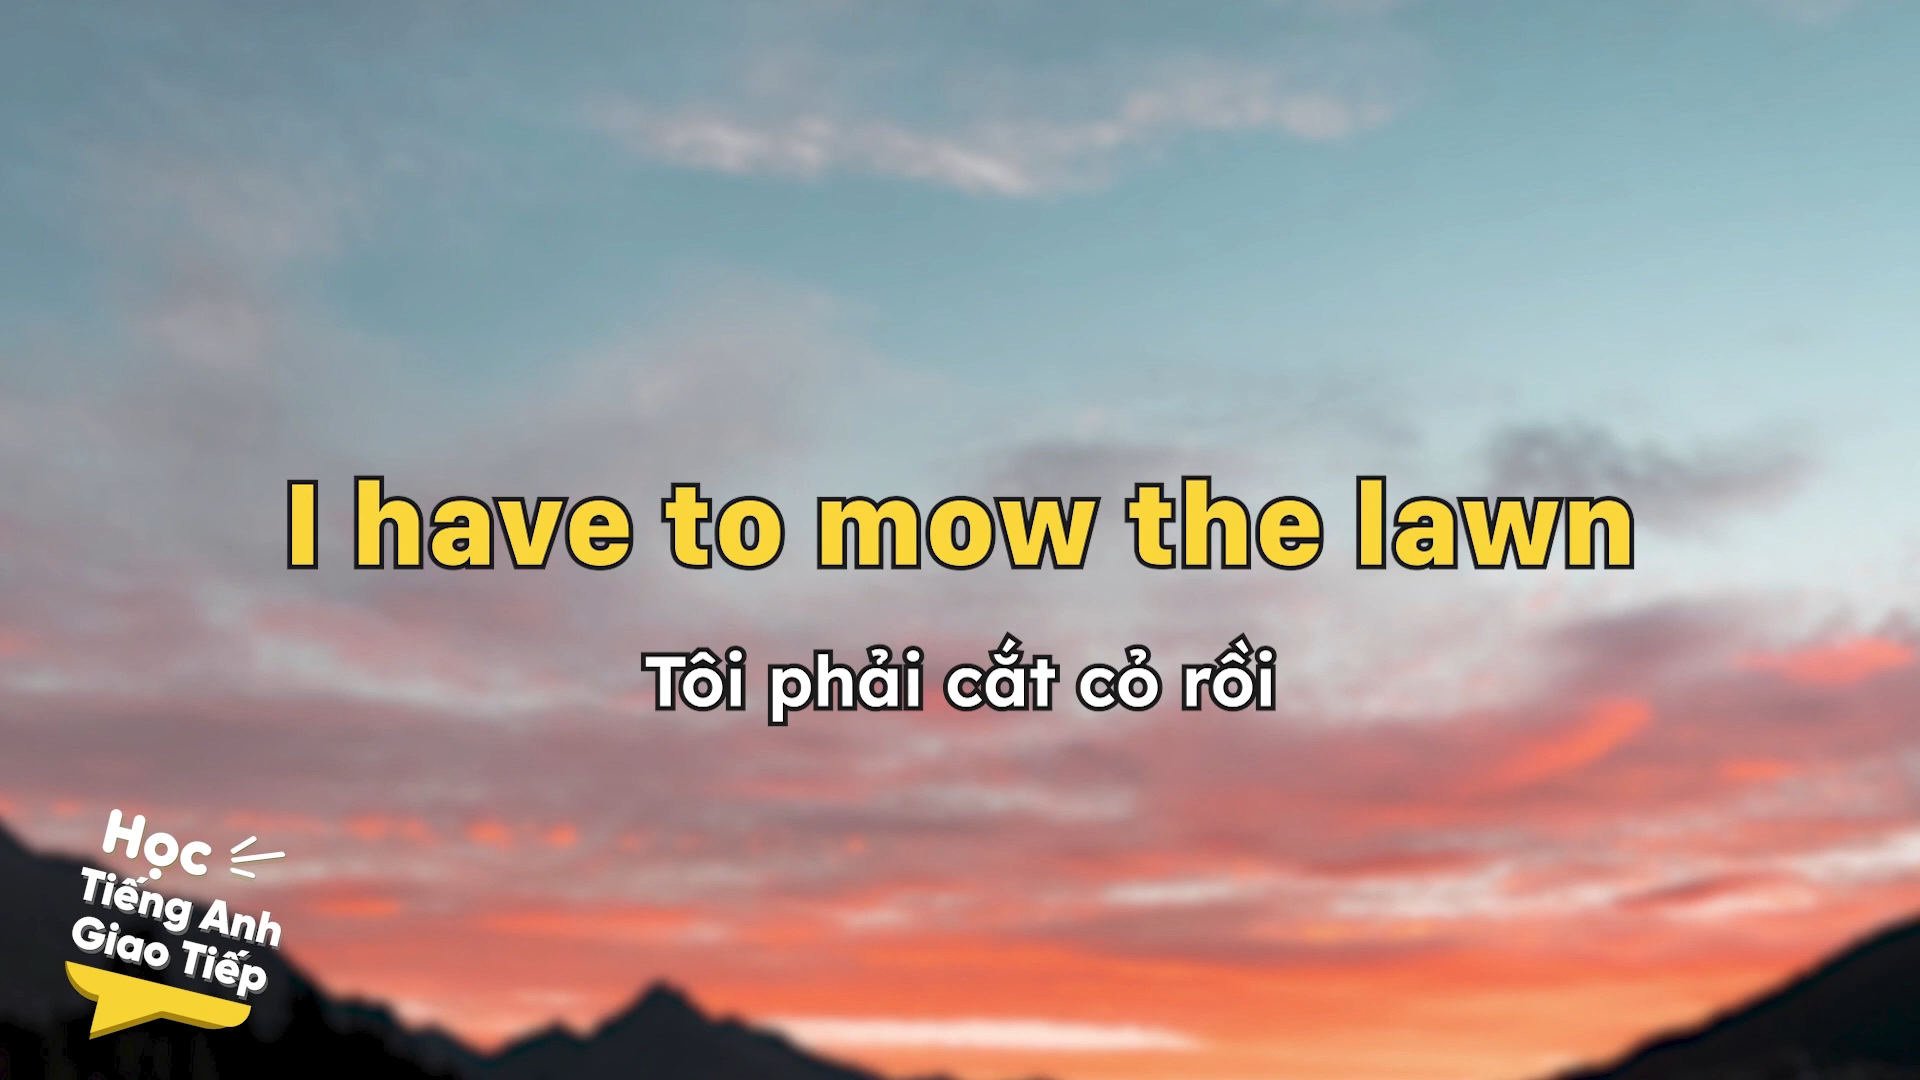 I have to mow the lawn
Tôi phải cắt cỏ rồi
Học
Tiếng Anh
Giao Tiếp